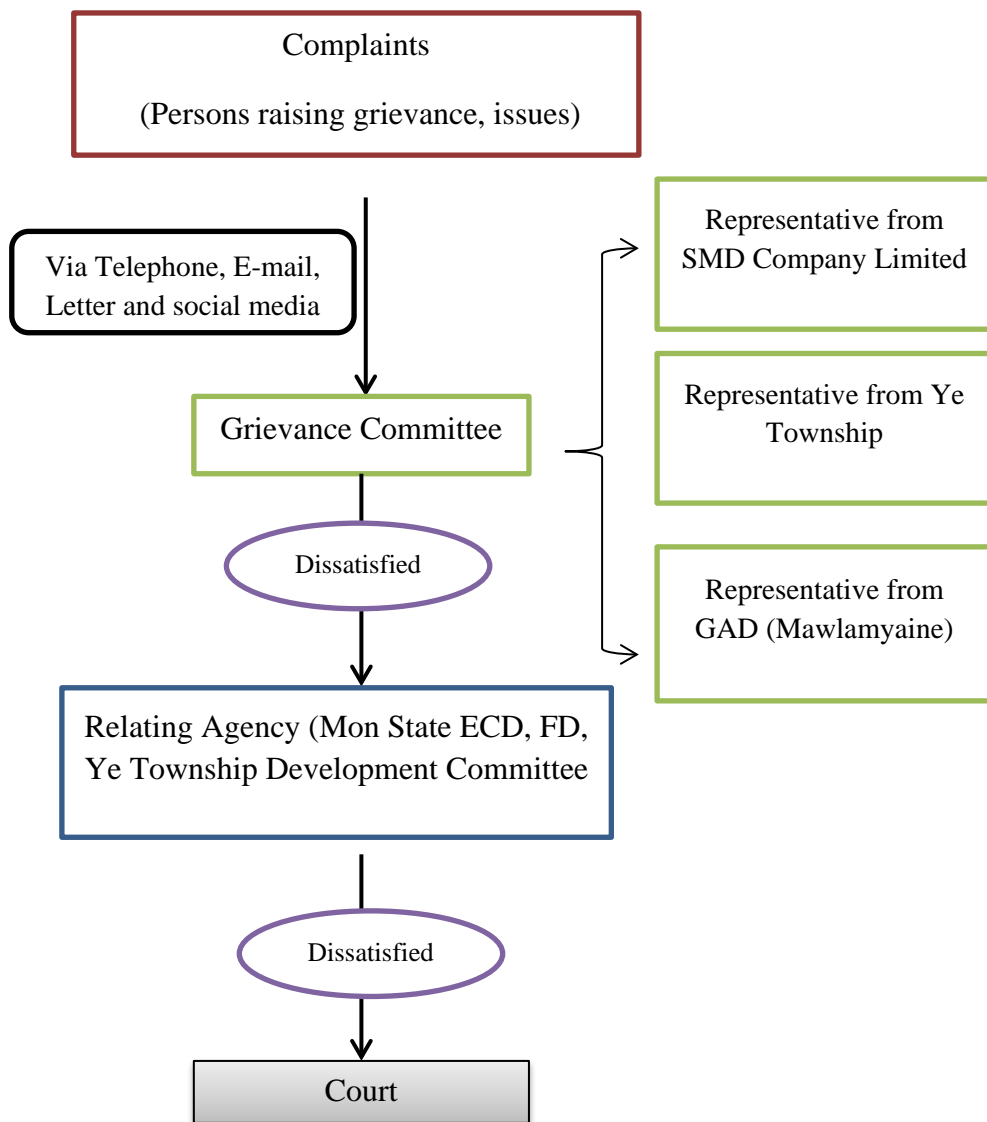 Complaints
(Persons raising grievance, issues)
Via Telephone, E-mail,
Letter and social media
Grievance Committee
Representative from
SMD Company Limited
Representative from Ye
Township
Representative from
GAD (Mawlamyaine)
Dissatisfied
Relating Agency (Mon State ECD, FD,
Ye Township Development Committee
Dissatisfied
Court